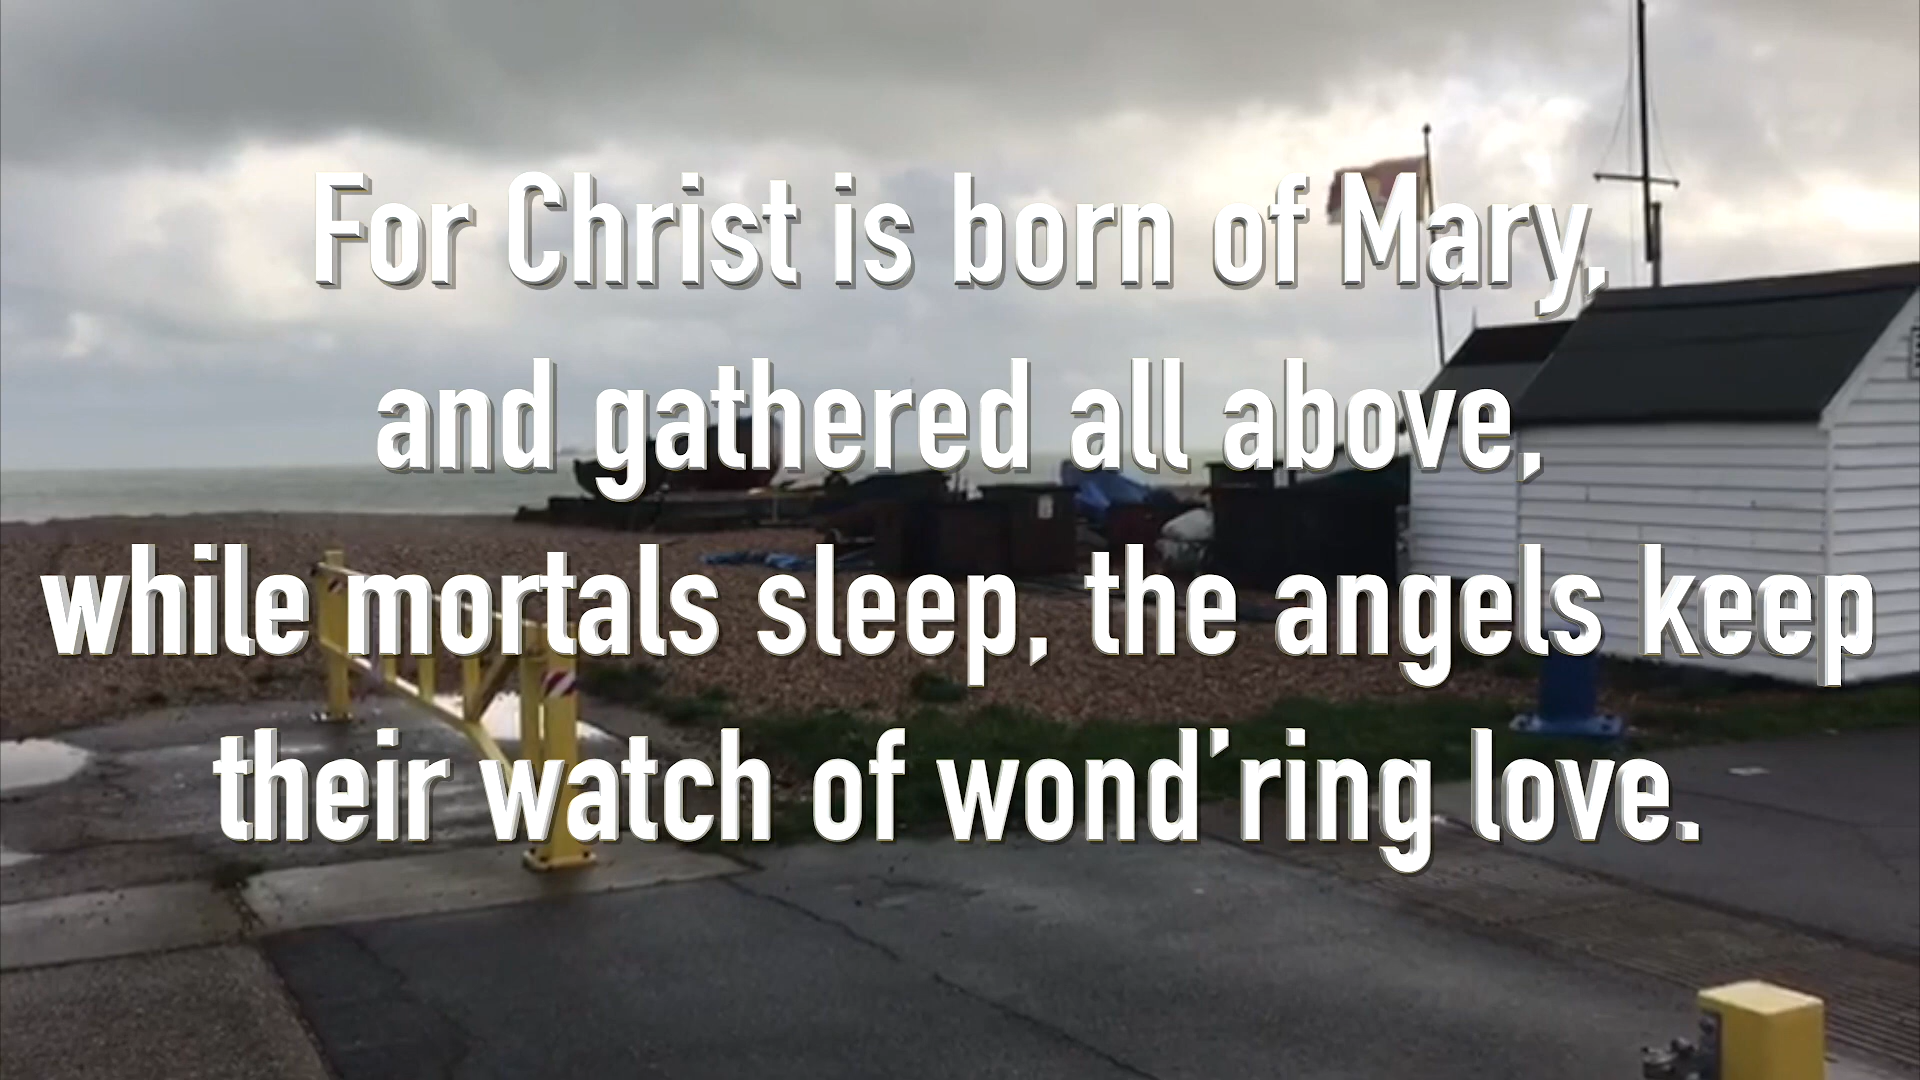 For Christ is born of Mary,
and gathered all above,
while mortals sleep, the angels keep
their watch of wond'ring love.